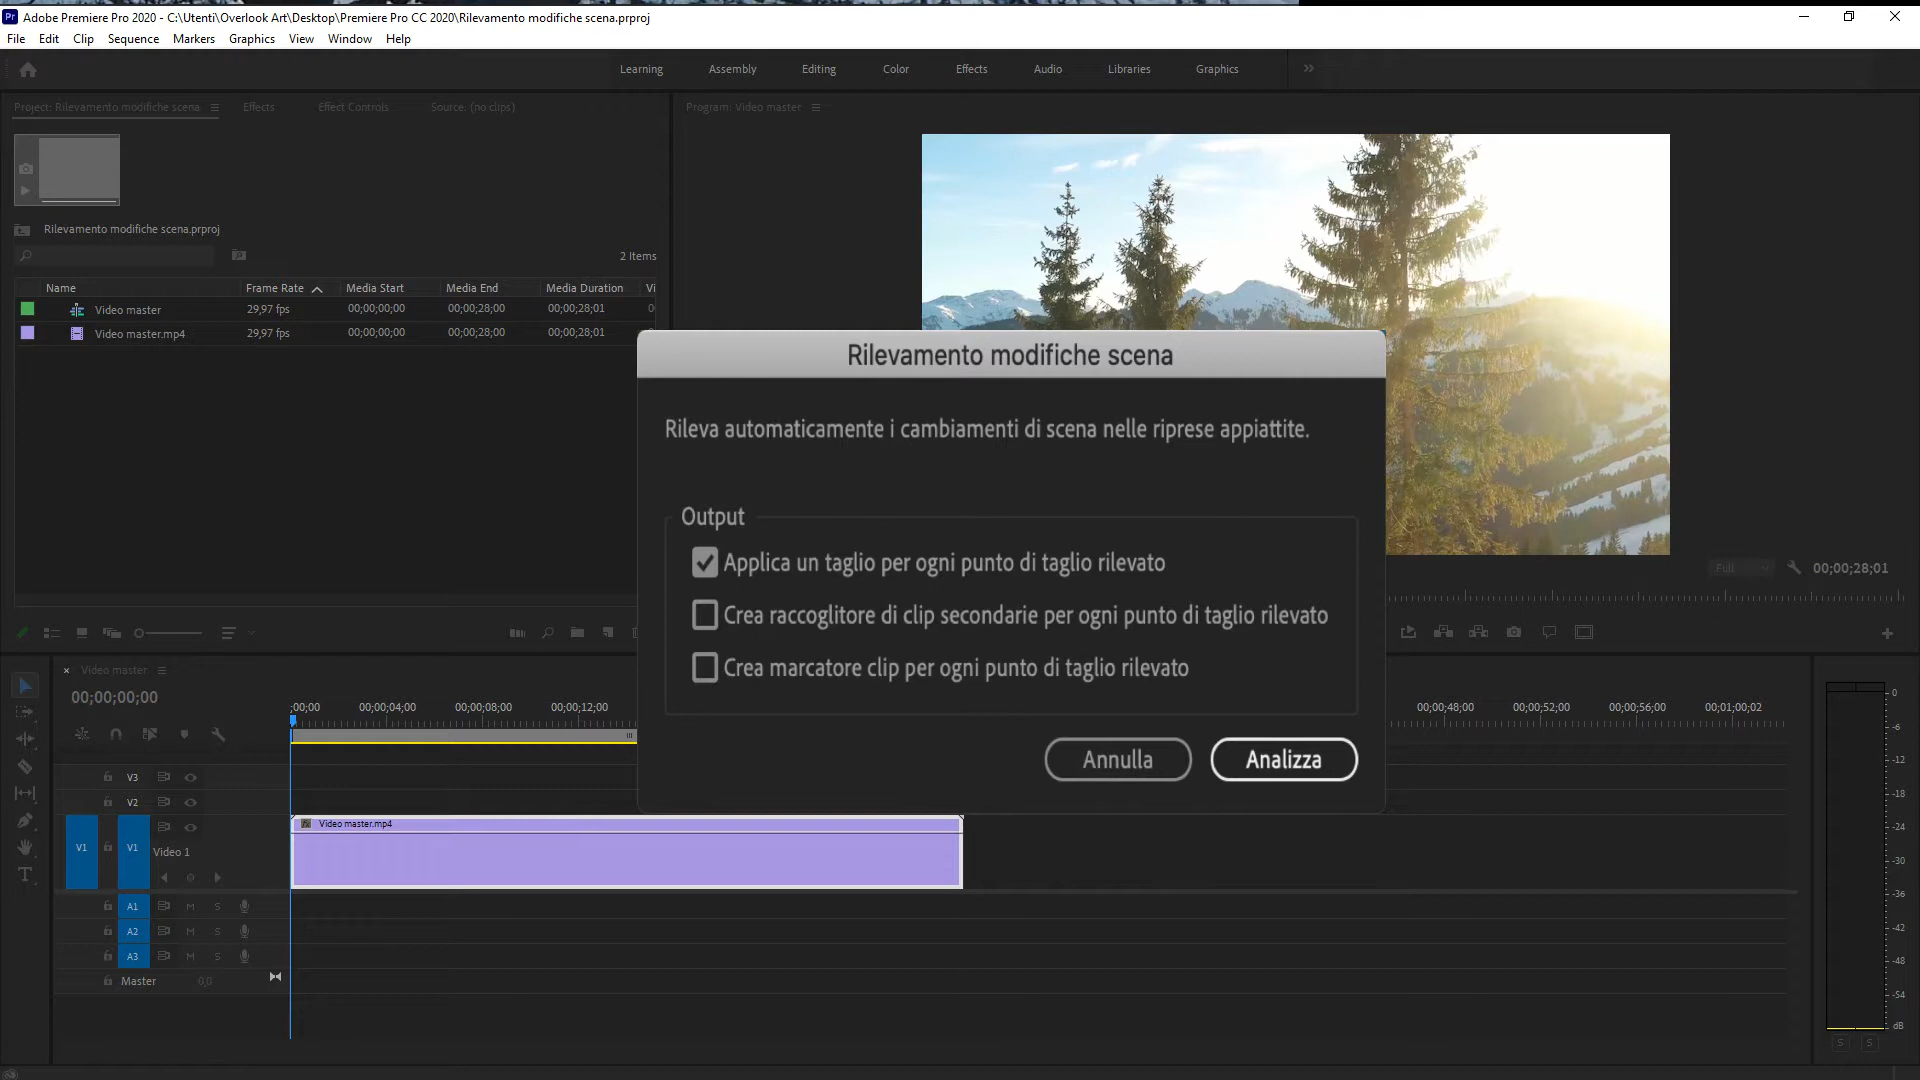 Adobe Premiere Pro 2020 - C:\Utenti\Overlook Art\Desktop\Premiere Pro CC 2020\Rilevamento modifiche scena.prproj
File Edit Clip Sequence Markers Graphics View Window Help
Learning Assembly Editing Color Effects Audio Libraries Graphics
Project: Rilevamento modifiche scena Effects Effect Controls Source: (no clips) Program: Video master
Rilevamento modifiche scena.prproj
2 Items
Name Frame Rate Media Start Media End Media Duration Vi
Video master 29,97 fps 00;00;00;00 00;00;28;00 00;00;28;01
Video master.mp4 29,97 fps 00;00;00;00 00;00;28;00 00;00;28;01
Rilevamento modifiche scena
Rileva automaticamente i cambiamenti di scena nelle riprese appiattite.
Output
Applica un taglio per ogni punto di taglio rilevato
Crea raccoglitore di clip secondarie per ogni punto di taglio rilevato
Crea marcatore clip per ogni punto di taglio rilevato
Annulla Analizza
Full 00;00;28;01
Video master
00;00;00;00
;00;00 00;00;04;00 00;00;08;00 00;00;12;00 00;00;48;00 00;00;52;00 00;00;56;00 00;01;00;02
V3
V2
fx Video master.mp4
V1 V1 Video 1
A1 M S
A2 M S
A3 M S
Master 0,0
0
-6
-12
-18
-24
-30
-36
-42
-48
-54
dB
S S